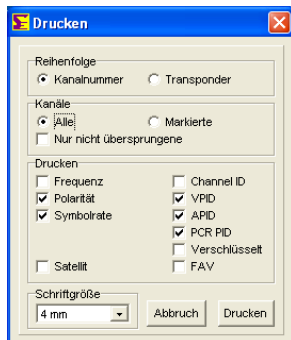 Drucken
Reihenfolge
Kanalnummer Transponder
Kanäle
Alle Markierte
Nur nicht übersprungene
Drucken
Frequenz Channel ID
Polarität VPID
Symbolrate APID
PCR PID
Verschlüsselt
Satellit FAV
Schriftgröße
4 mm Abbruch Drucken